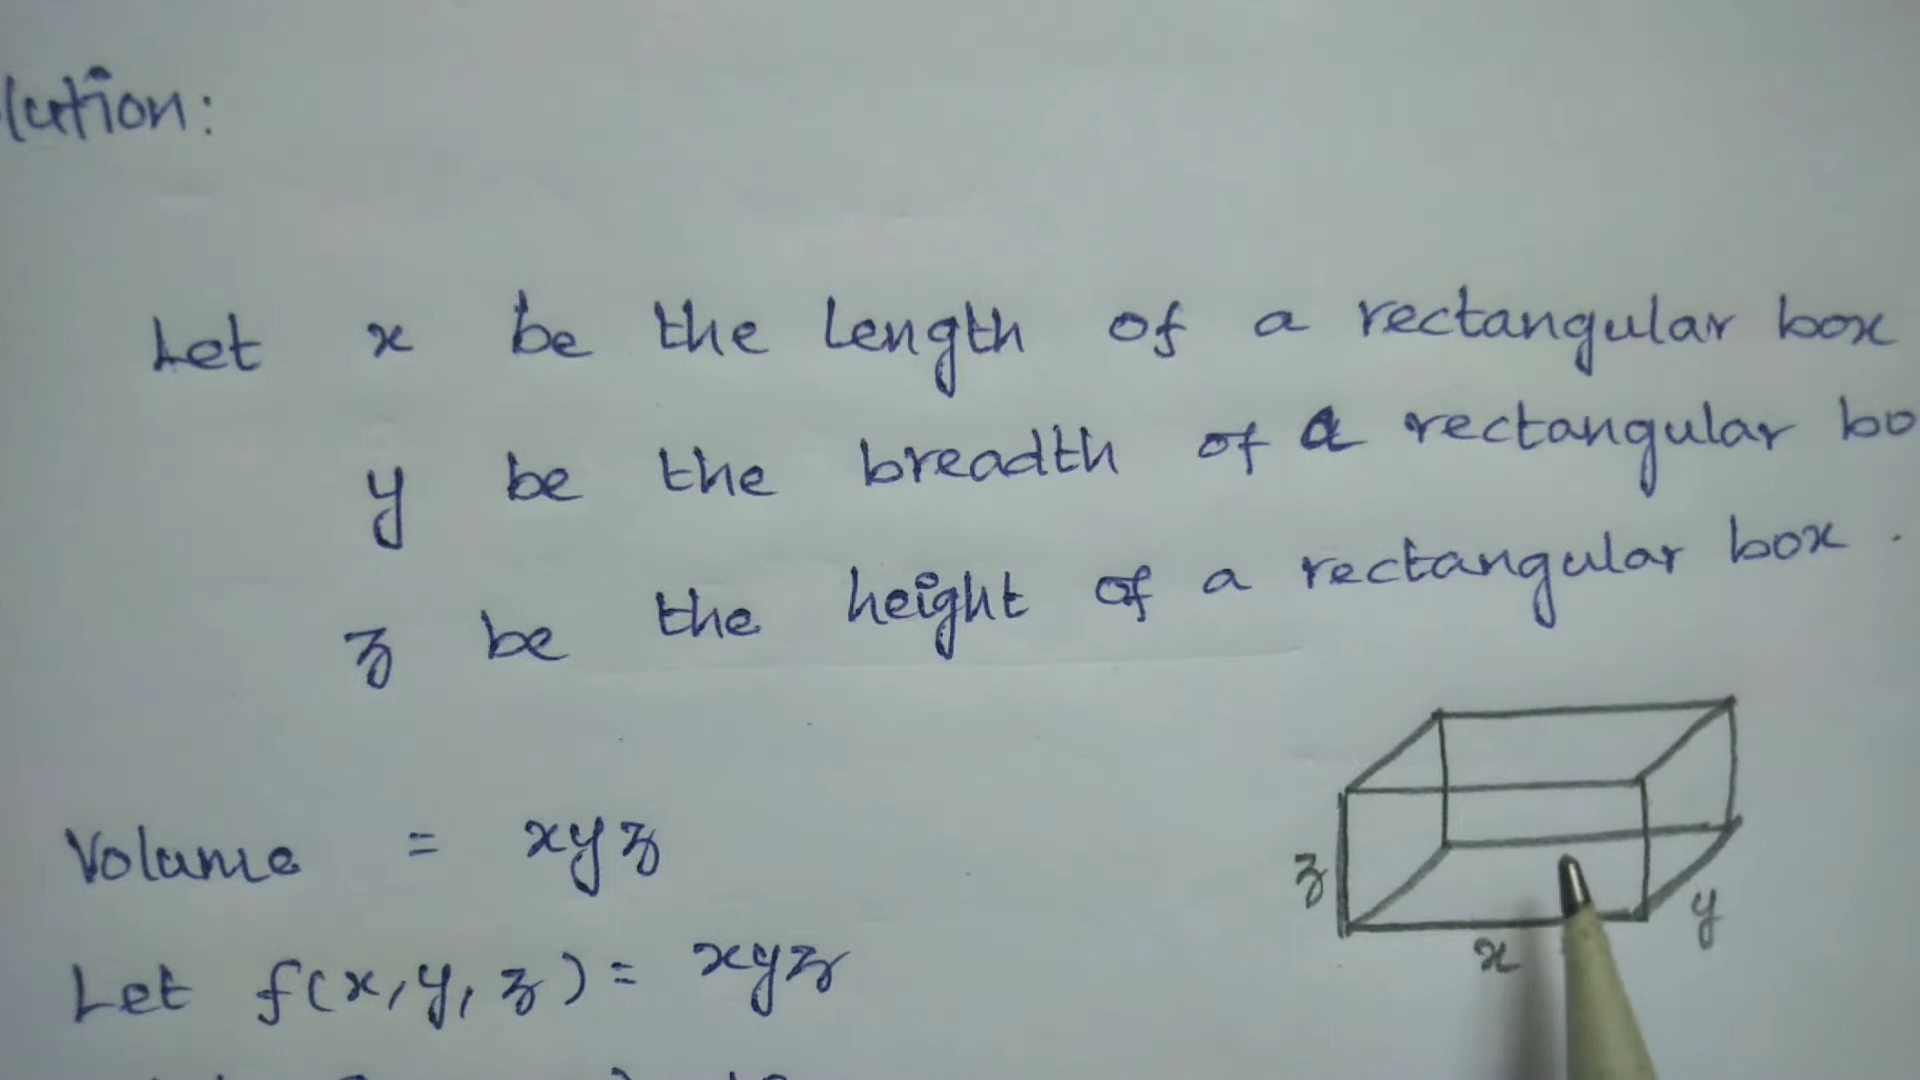 lution:
Let x be the length of a rectangular box
y be the breadth of a rectangular bo
z be the height of a rectangular box.
Volume = xyz
Let f(x, y, z) = xyz
z
x
y